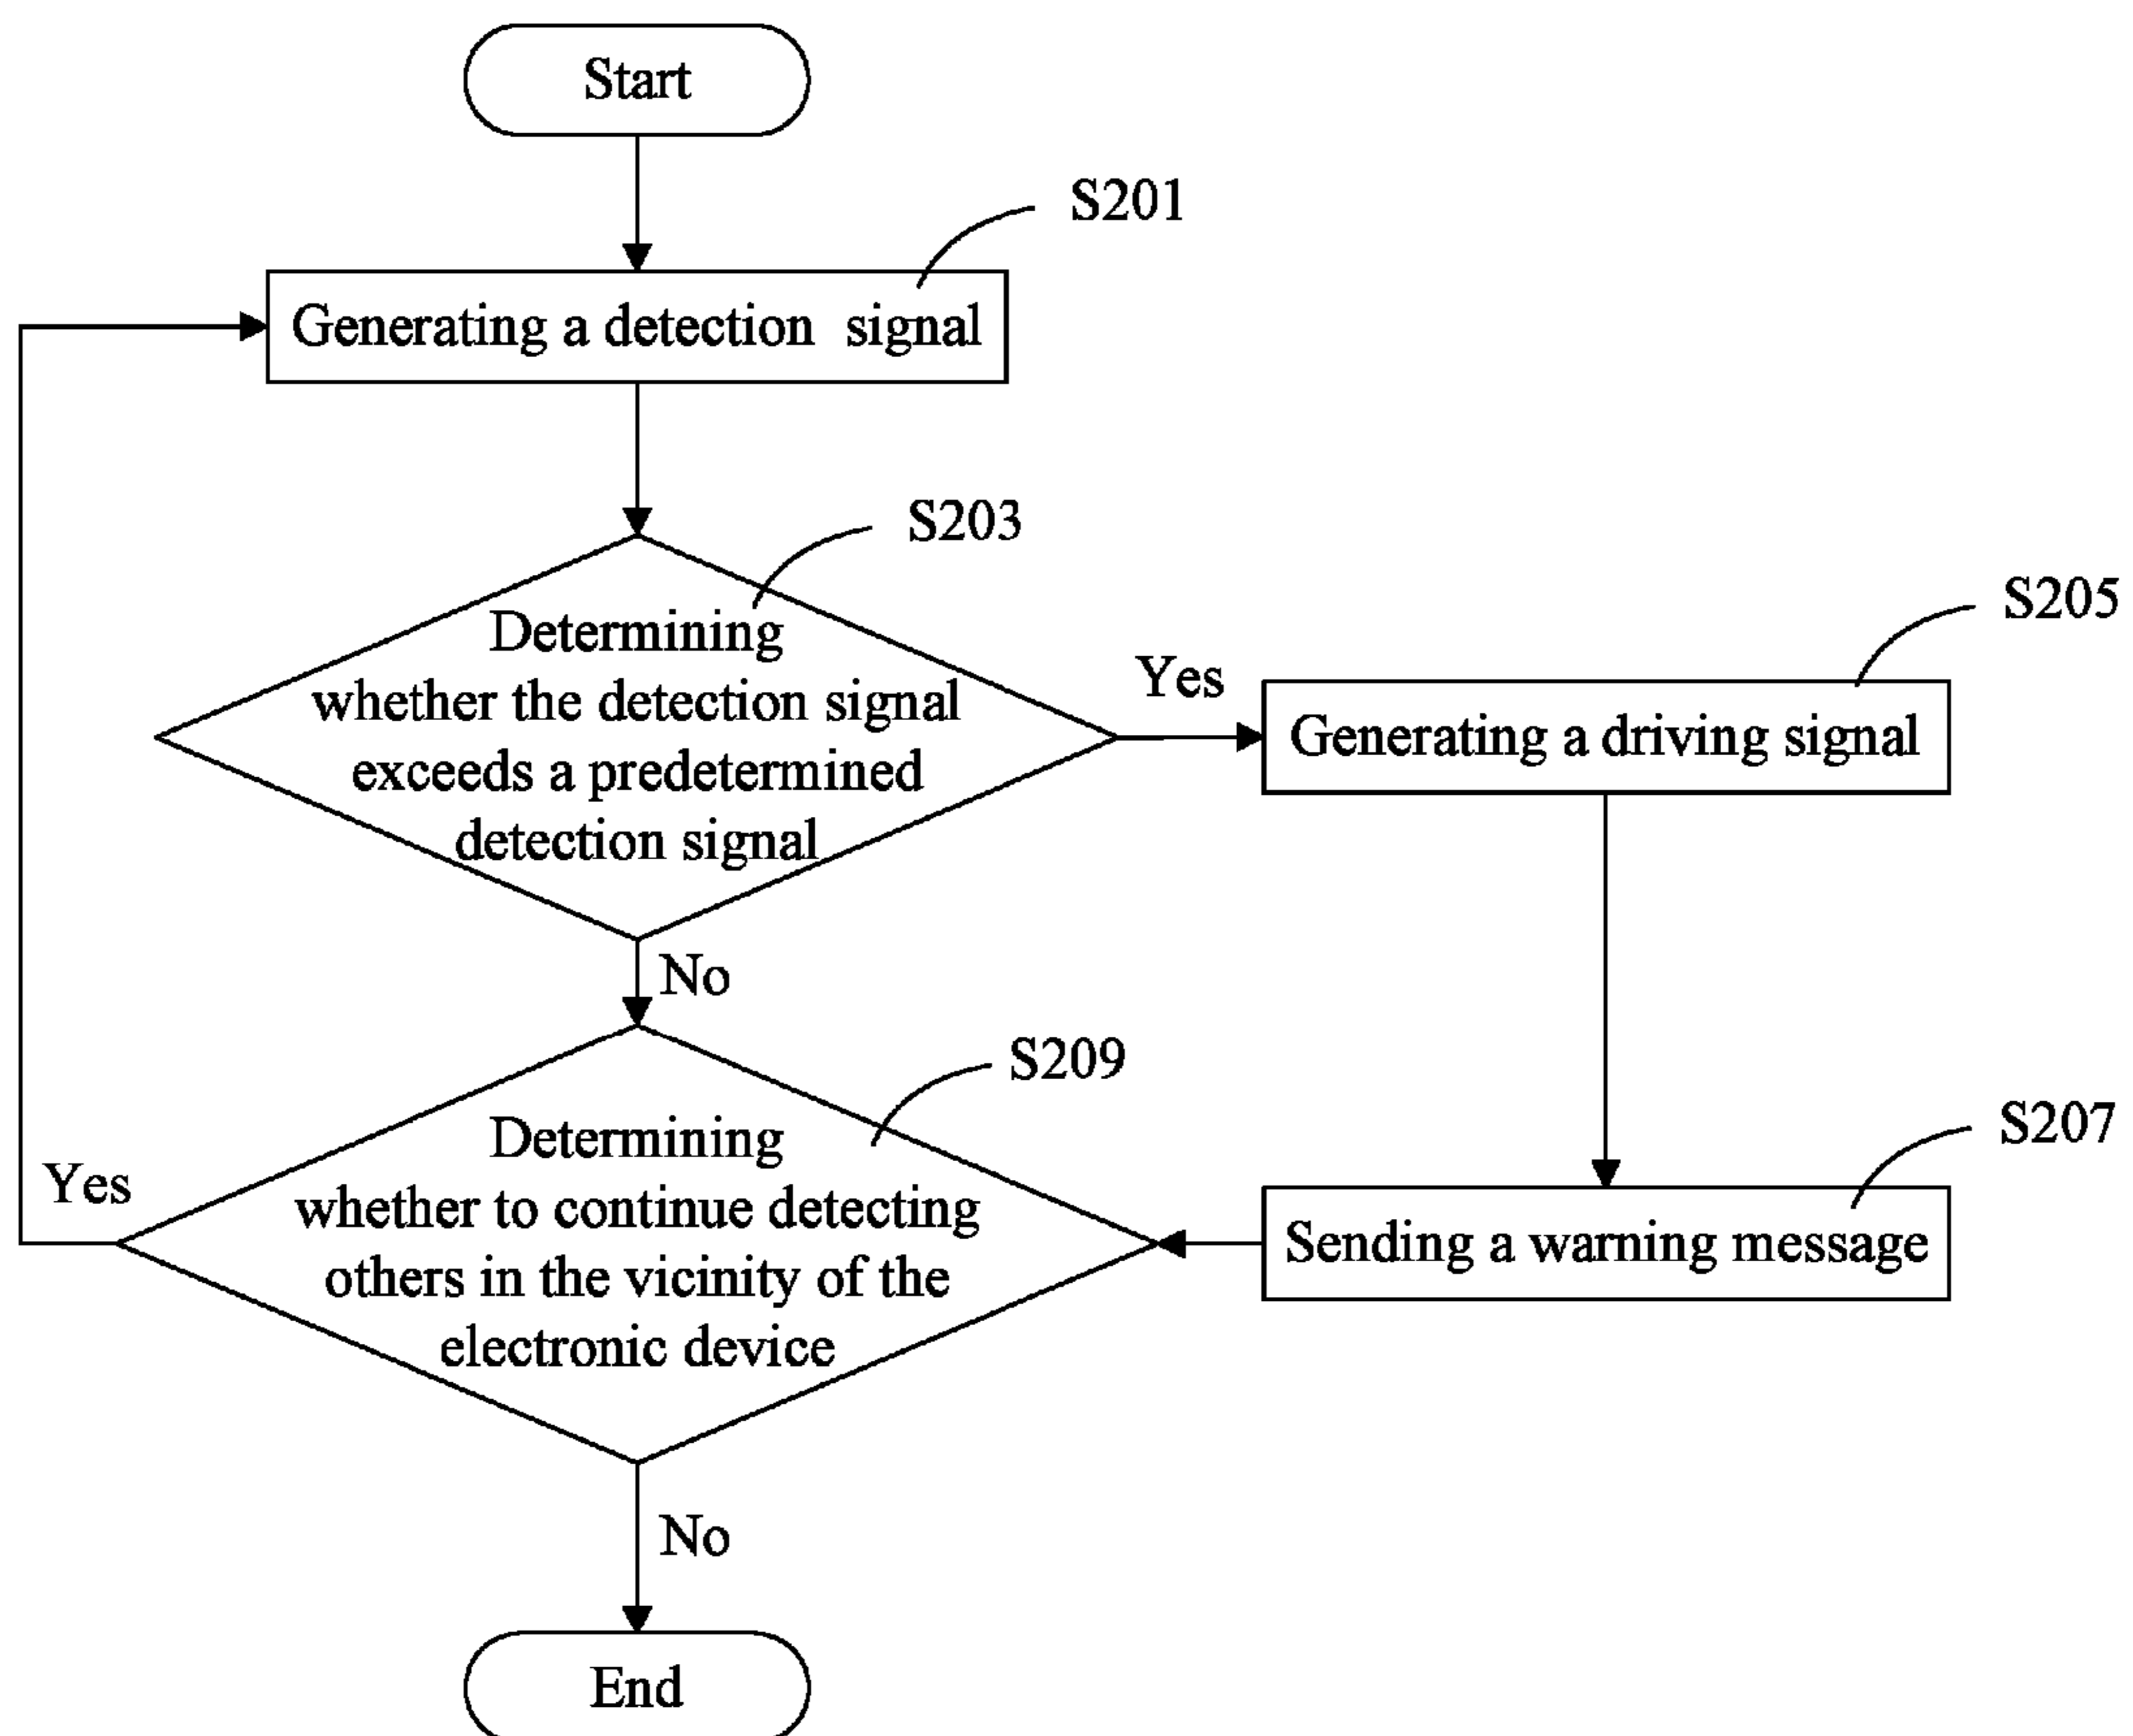 Start
S201
Generating a detection signal
S203
Determining
whether the detection signal
exceeds a predetermined
detection signal
Yes
S205
Generating a driving signal
No
S209
Determining
whether to continue detecting
others in the vicinity of the
electronic device
Yes
S207
Sending a warning message
No
End